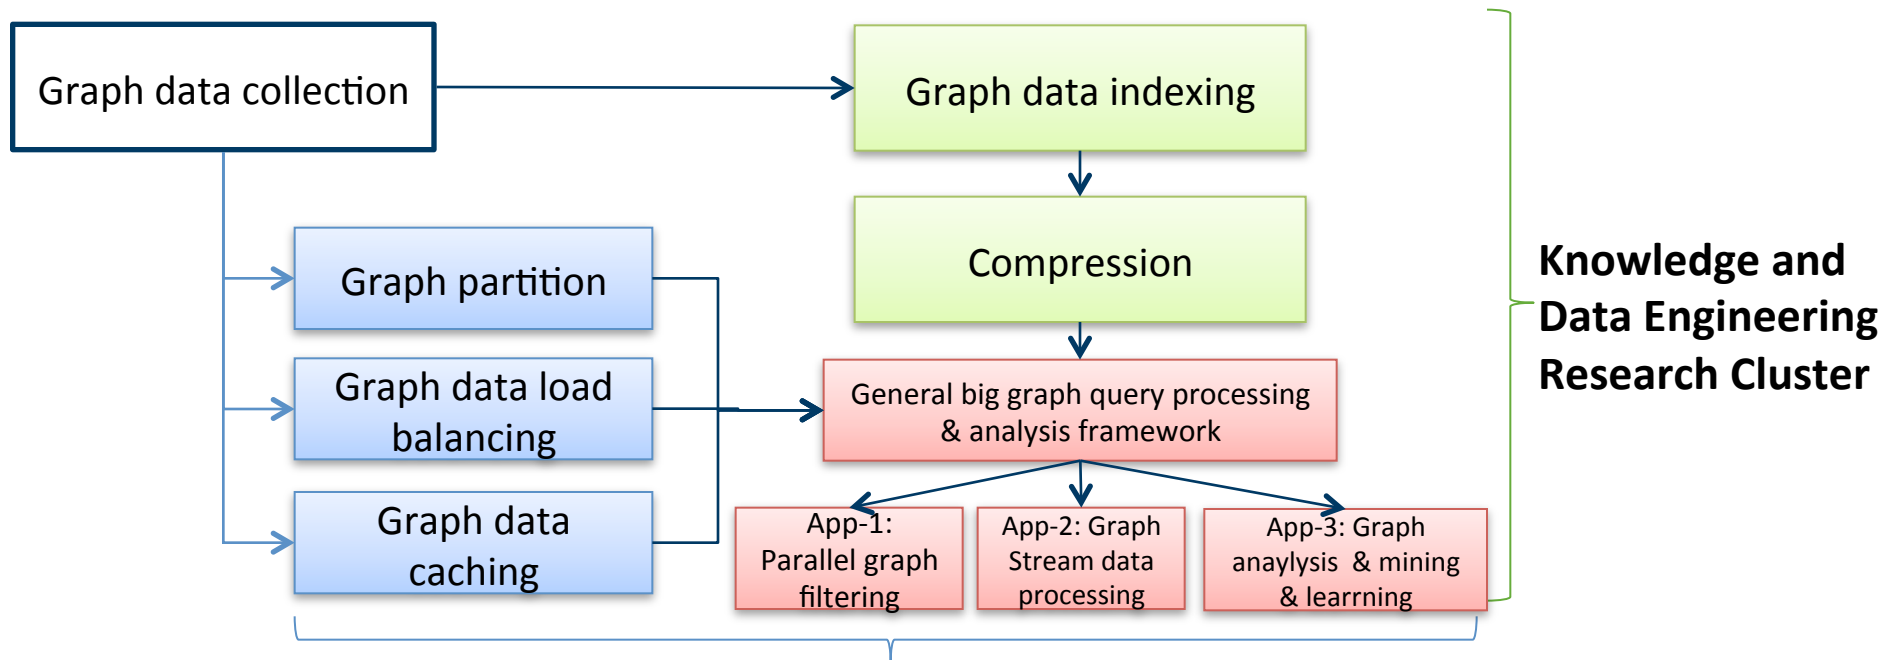 Graph data collection
Graph data indexing
Graph partition
Compression
Knowledge and
Data Engineering
Research Cluster
Graph data load
balancing
General big graph query processing
& analysis framework
Graph data
caching
App-1:
Parallel graph
filtering
App-2: Graph
Stream data
processing
App-3: Graph
anaylysis & mining
& learrning